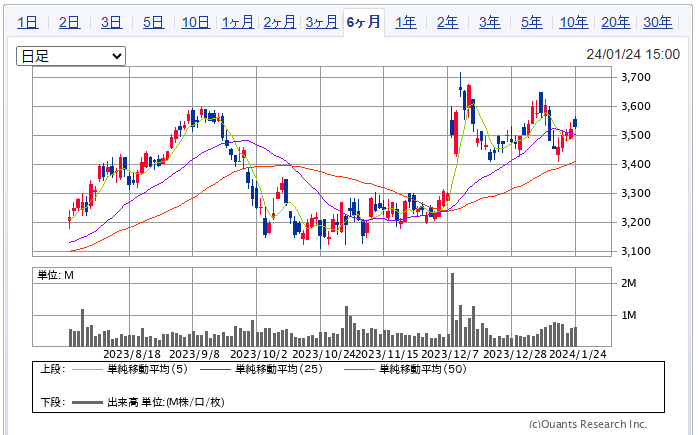 1日 2日 3日 5日 10日 1ヶ月 2ヶ月 3ヶ月 6ヶ月 1年 2年 3年 5年 10年 20年 30年
日足 24/01/24 15:00
3,700
3,600
3,500
3,400
3,300
3,200
3,100
単位: M
2M
1M
2023/8/18 2023/9/8 2023/10/2 2023/10/24 2023/11/15 2023/12/7 2023/12/28 2024/1/24
上段: 単純移動平均(5) 単純移動平均(25) 単純移動平均(50)
下段: 出来高 単位:(M株/口/枚)
(c)Quants Research Inc.